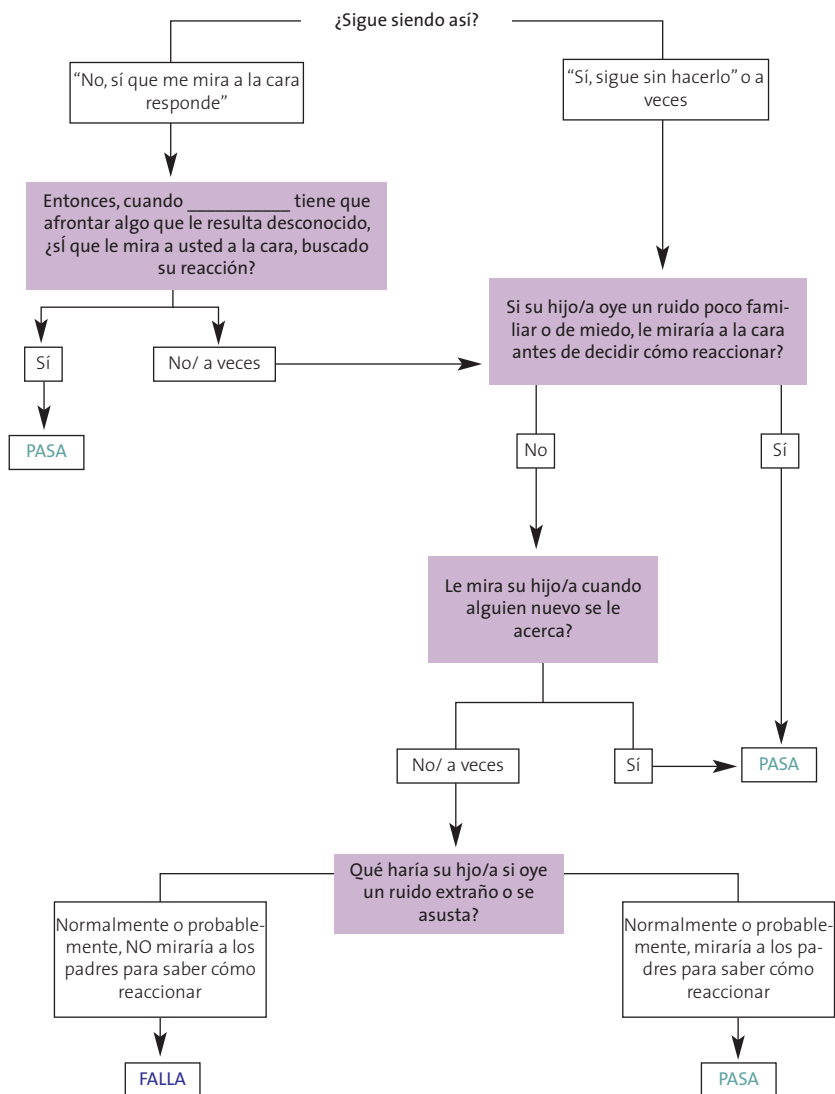 ¿Sigue siendo así?
“No, sí que me mira a la cara
responde”
“Sí, sigue sin hacerlo” o a
veces
Entonces, cuando __________ tiene que
afrontar algo que le resulta desconocido,
¿sÍ que le mira a usted a la cara, buscado
su reacción?
Si su hijo/a oye un ruido poco fami-
liar o de miedo, le miraría a la cara
antes de decidir cómo reaccionar?
Sí
No/ a veces
PASA
No
Sí
Le mira su hijo/a cuando
alguien nuevo se le
acerca?
No/ a veces
Sí
PASA
Qué haría su hjo/a si oye
un ruido extraño o se
asusta?
Normalmente o probable-
mente, NO miraría a los
padres para saber cómo
reaccionar
Normalmente o probable-
mente, miraría a los pa-
dres para saber cómo
reaccionar
FALLA
PASA